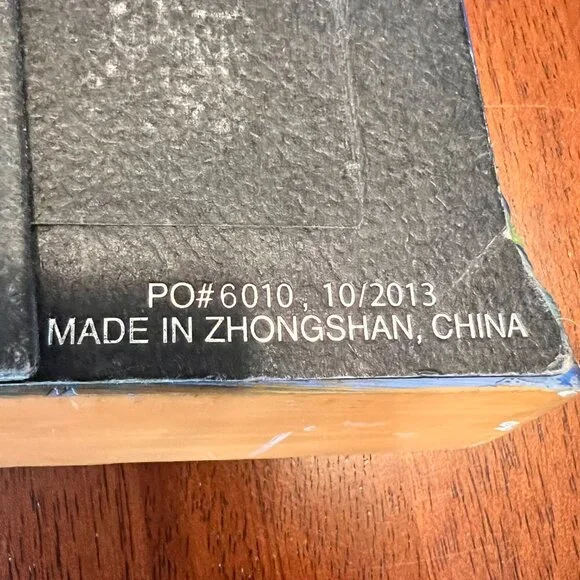 PO#6010, 10/2013
MADE IN ZHONGSHAN, CHINA